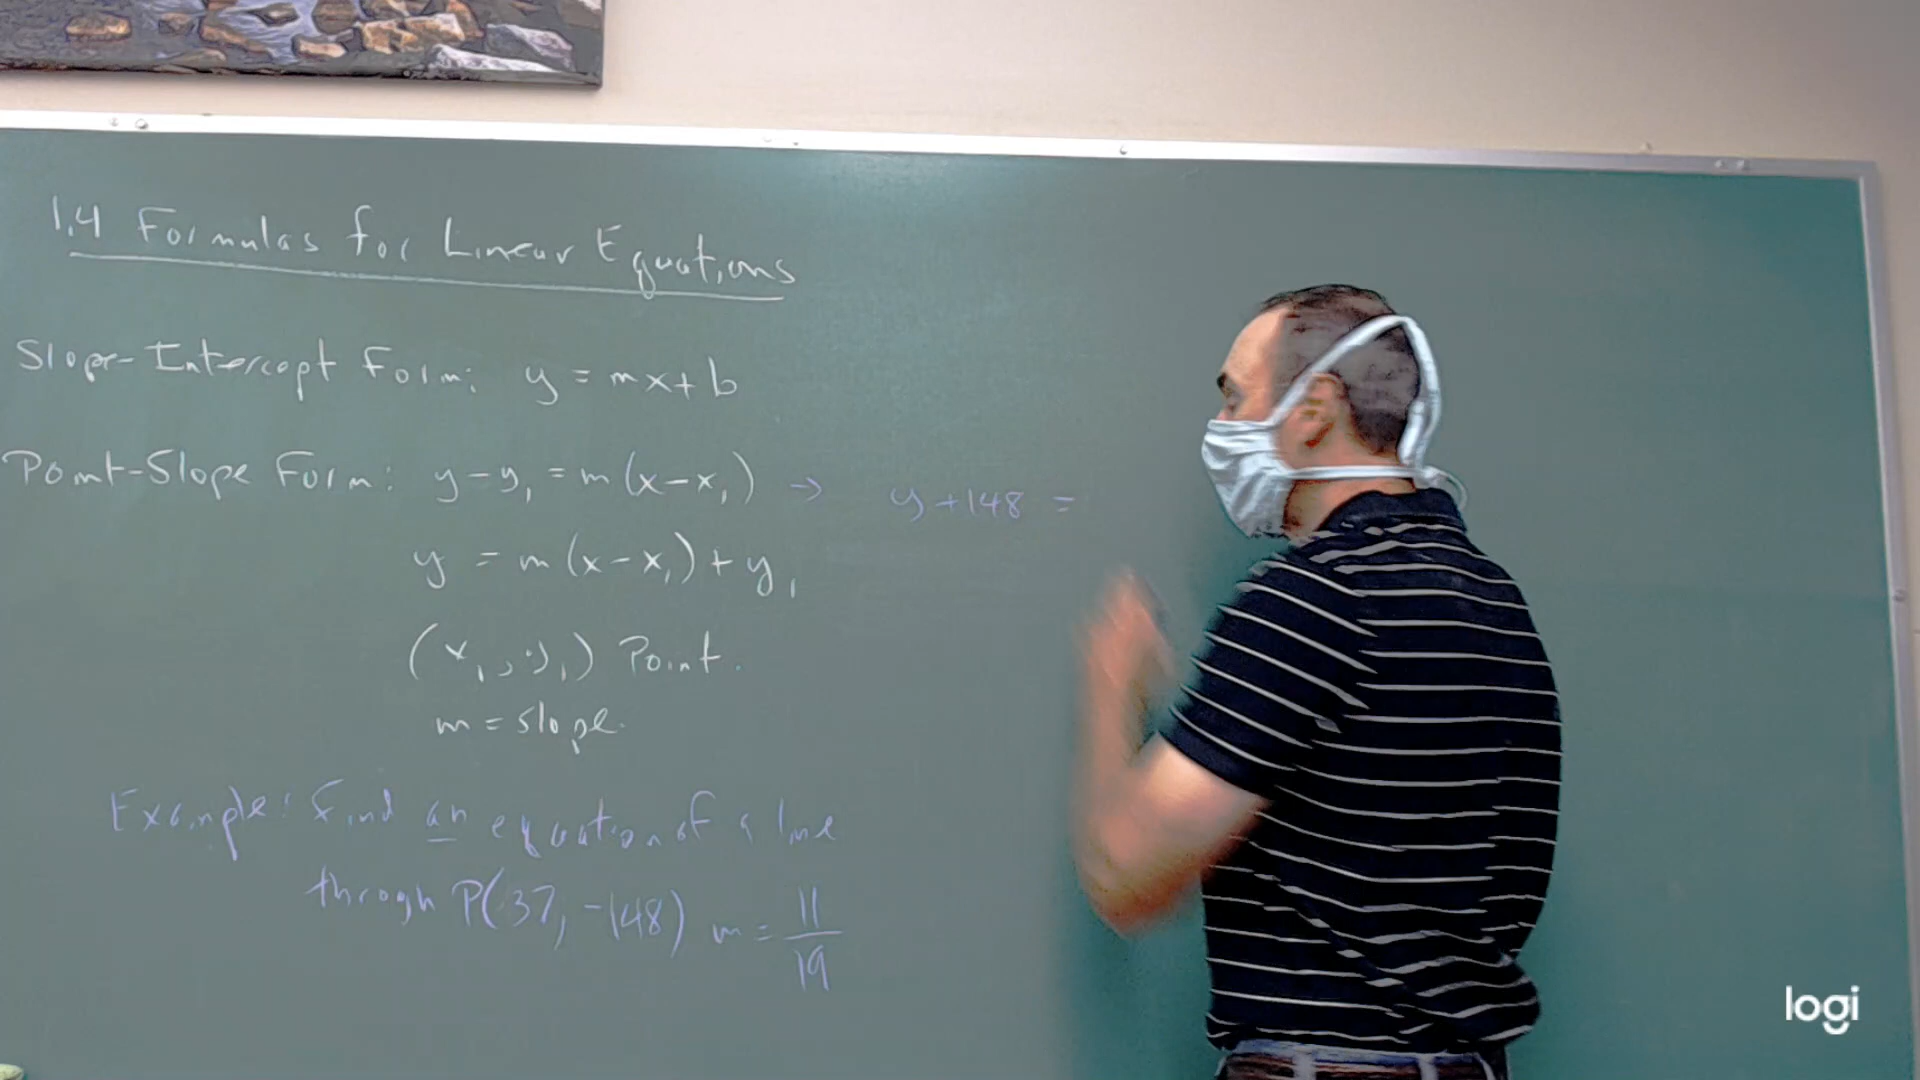 1.4 Formulas for Linear Equations
Slope-Intercept Form: y = mx+b
Point-Slope Form: y-y₁ = m(x-x₁) → y+148 =
y = m(x-x₁)+y₁
(x₁,y₁) Point.
m = slope.
Example: Find an equation of a line
through P(37, -148) m = 11/19
logi